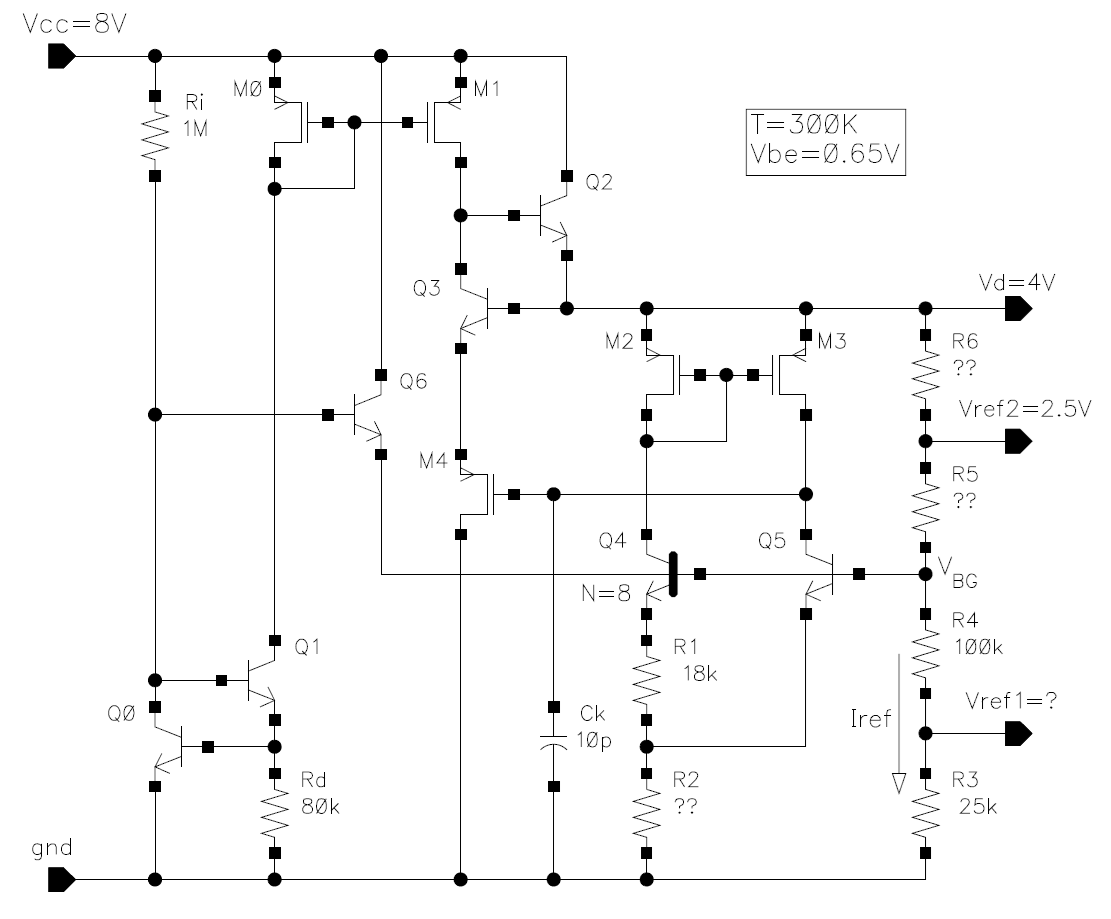 Vcc=8V
Ri
1M
MØ
M1
T=3ØØK
Vbe=Ø.65V
Q2
Q3
Vd=4V
M2
M3
R6
??
Q6
Vref2=2.5V
M4
R5
??
Q4
Q5
VBG
N=8
R4
1ØØk
Q1
R1
18k
Vref1=?
QØ
Ck
1Øp
Iref
Rd
8Øk
R2
??
R3
25k
gnd